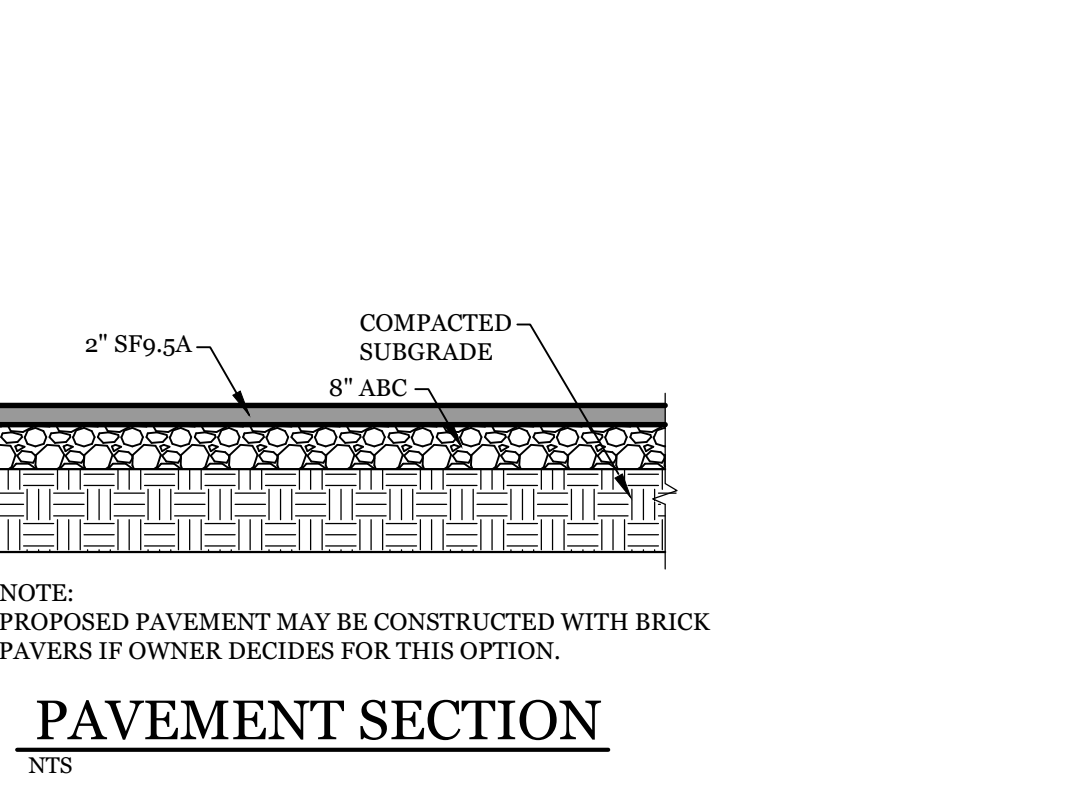 COMPACTED
SUBGRADE
2" SF9.5A
8" ABC
NOTE:
PROPOSED PAVEMENT MAY BE CONSTRUCTED WITH BRICK
PAVERS IF OWNER DECIDES FOR THIS OPTION.
PAVEMENT SECTION
NTS